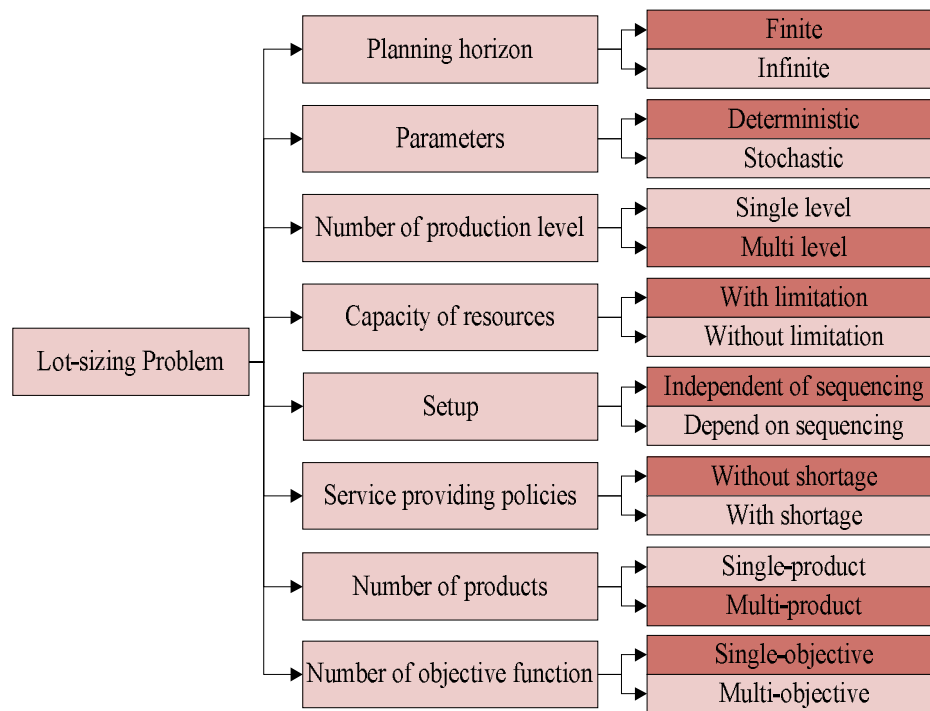 Lot-sizing Problem
Planning horizon
Finite
Infinite
Parameters
Deterministic
Stochastic
Number of production level
Single level
Multi level
Capacity of resources
With limitation
Without limitation
Setup
Independent of sequencing
Depend on sequencing
Service providing policies
Without shortage
With shortage
Number of products
Single-product
Multi-product
Number of objective function
Single-objective
Multi-objective